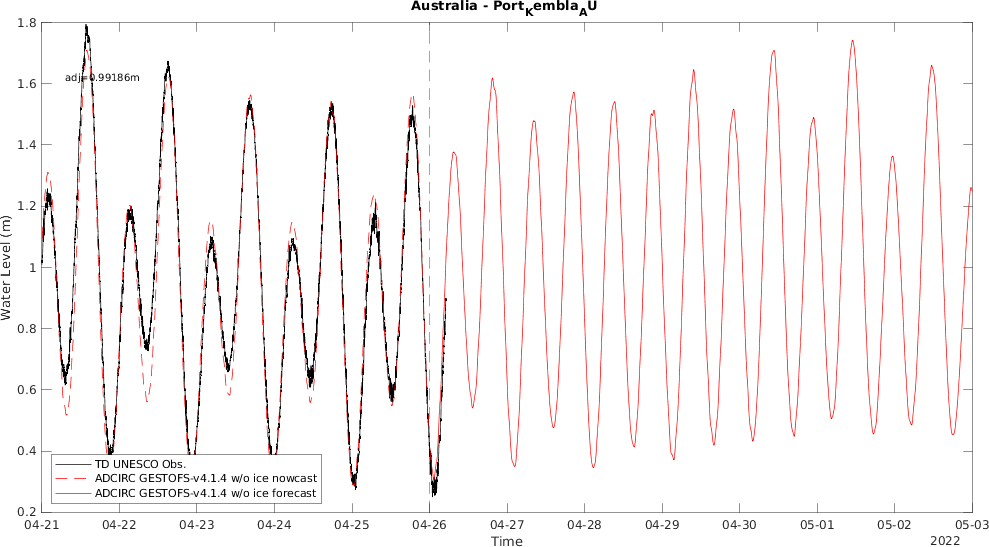 Australia - PortKemblaAU
1.8
adj=0.99186m
1.6
1.4
1.2
1
0.8
0.6
0.4
0.2
Water Level (m)
TD UNESCO Obs.
ADCIRC GESTOFS-v4.1.4 w/o ice nowcast
ADCIRC GESTOFS-v4.1.4 w/o ice forecast
04-21 04-22 04-23 04-24 04-25 04-26 04-27 04-28 04-29 04-30 05-01 05-02 05-03
Time
2022